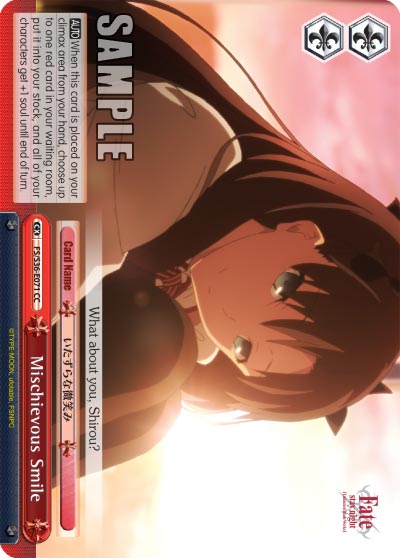 SAMPLE
【AUTO】 When this card is placed on your
climax area from your hand, choose up
to one red card in your waiting room,
put it into your stock, and all of your
characters get +1 soul until end of turn.
What about you, Shirou?
Card Name
いたずらな微笑み
CX
FS/S36-E071 CC
Mischievous Smile
©TYPE-MOON, ufotable, FSNPC
Fate
stay night